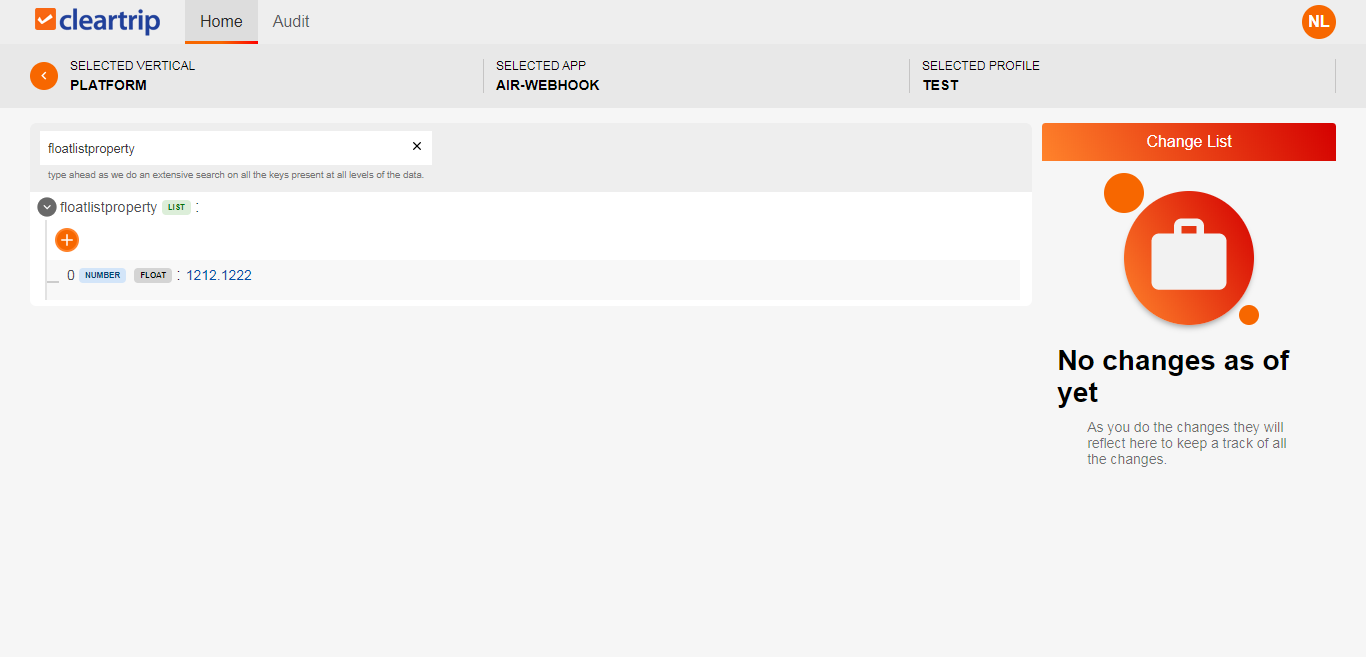 cleartrip
Home
Audit
NL
SELECTED VERTICAL
PLATFORM
SELECTED APP
AIR-WEBHOOK
SELECTED PROFILE
TEST
floatlistproperty
type ahead as we do an extensive search on all the keys present at all levels of the data.
floatlistproperty LIST :
0 NUMBER FLOAT : 1212.1222
Change List
No changes as of
yet
As you do the changes they will
reflect here to keep a track of all
the changes.